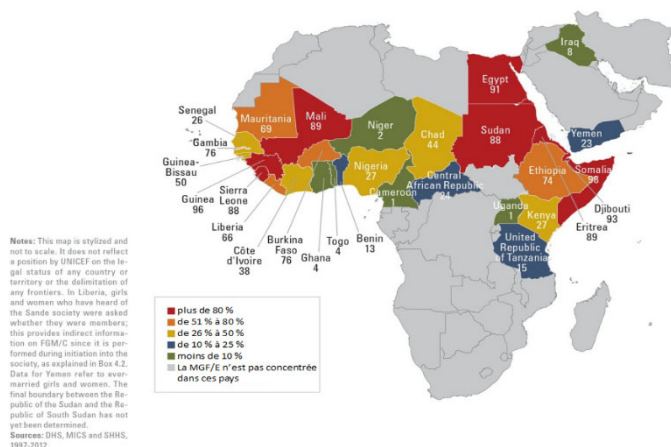 Iraq
8
Egypt
91
Mauritania
69
Mali
89
Niger
2
Chad
44
Sudan
88
Yemen
23
Senegal
26
Gambia
76
Guinea-
Bissau
50
Guinea
96
Sierra
Leone
88
Liberia
66
Côte
d'Ivoire
38
Burkina
Faso
76
Ghana
4
Togo
4
Benin
13
Nigeria
27
Cameroon
1
Central
African Republic
24
Ethiopia
74
Somalia
98
Djibouti
93
Eritrea
89
Uganda
1
Kenya
27
United
Republic
of Tanzania
15
plus de 80 %
de 51 % à 80 %
de 26 % à 50 %
de 10 % à 25 %
moins de 10 %
La MGF/E n'est pas concentrée
dans ces pays
Notes: This map is stylized and
not to scale. It does not reflect
a position by UNICEF on the le-
gal status of any country or
territory or the delimitation of
any frontiers. In Liberia, girls
and women who have heard of
the Sande society were asked
whether they were members;
this provides indirect informa-
tion on FGM/C since it is per-
formed during initiation into the
society, as explained in Box 4.2.
Data for Yemen refer to ever-
married girls and women. The
final boundary between the Re-
public of the Sudan and the Re-
public of South Sudan has not
yet been determined.
Sources: DHS, MICS and SHHS,
1997-2012